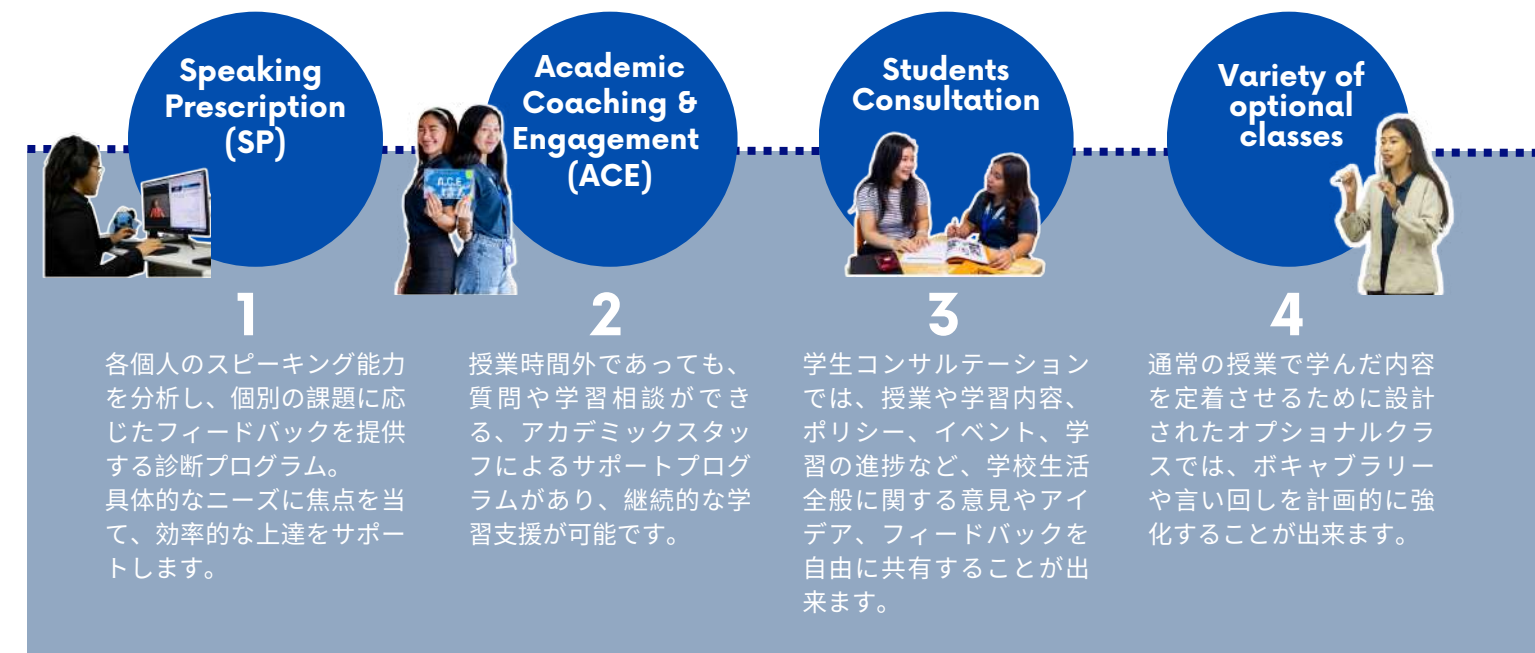 Speaking
Prescription
(SP)
Academic
Coaching &
Engagement
(ACE)
A.C.E
Students
Consultation
Variety of
optional
classes
1
各個人のスピーキング能力
を分析し、個別の課題に応
じたフィードバックを提供
する診断プログラム。
具体的なニーズに焦点を当
て、効率的な上達をサポー
トします。
2
授業時間外であっても、
質問や学習相談ができ
る、アカデミックスタッ
フによるサポートプログ
ラムがあり、継続的な学
習支援が可能です。
3
学生コンサルテーション
では、授業や学習内容、
ポリシー、イベント、学
習の進捗など、学校生活
全般に関する意見やアイ
デア、フィードバックを
自由に共有することが出
来ます。
4
通常の授業で学んだ内容
を定着させるために設計
されたオプショナルクラ
スでは、ボキャブラリー
や言い回しを計画的に強
化することが出来ます。